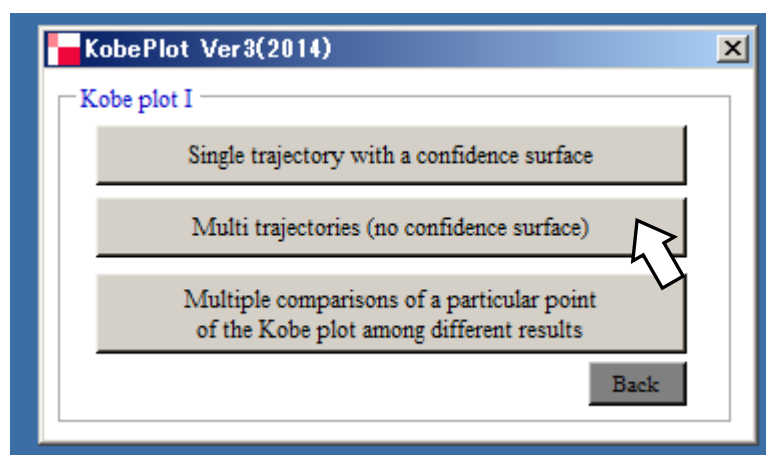 KobePlot Ver3(2014)
Kobe plot I
Single trajectory with a confidence surface
Multi trajectories (no confidence surface)
Multiple comparisons of a particular point
of the Kobe plot among different results
Back